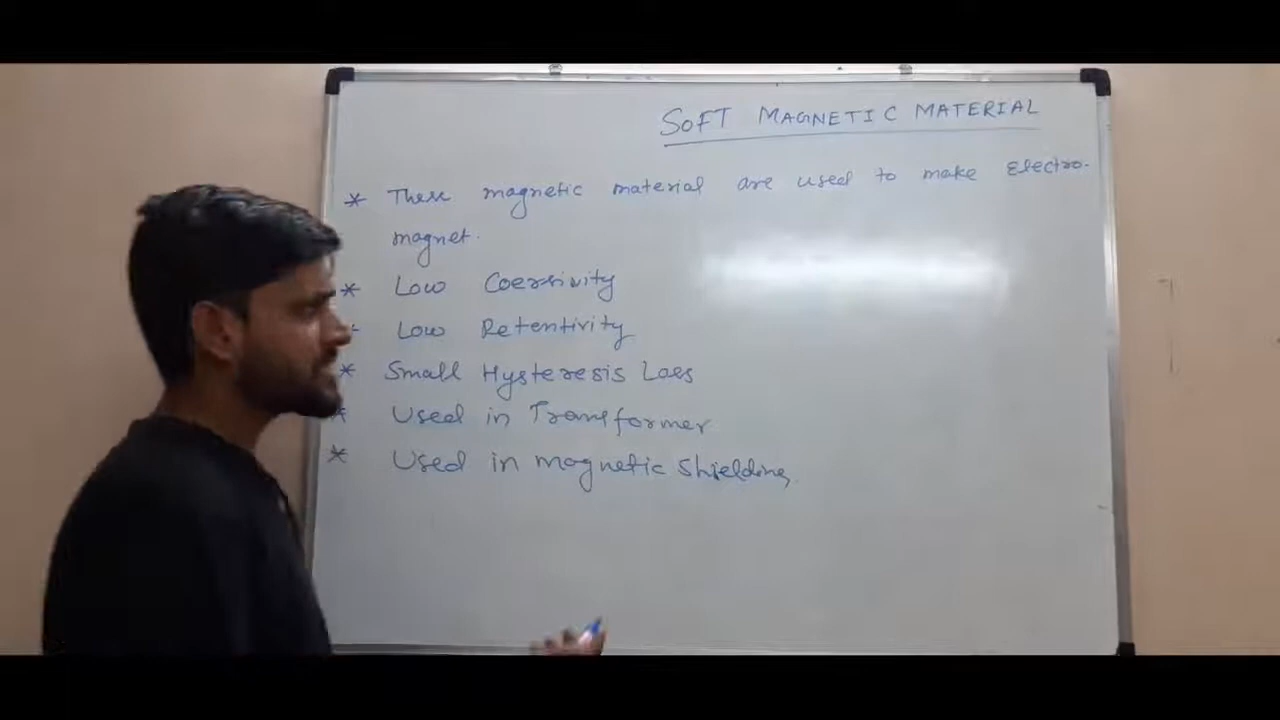 SOFT MAGNETIC MATERIAL
* These magnetic material are used to make Electro-
magnet.
* Low Coersivity
* Low Retentivity
* Small Hysteresis Loss
* Used in Transformer
* Used in magnetic shielding